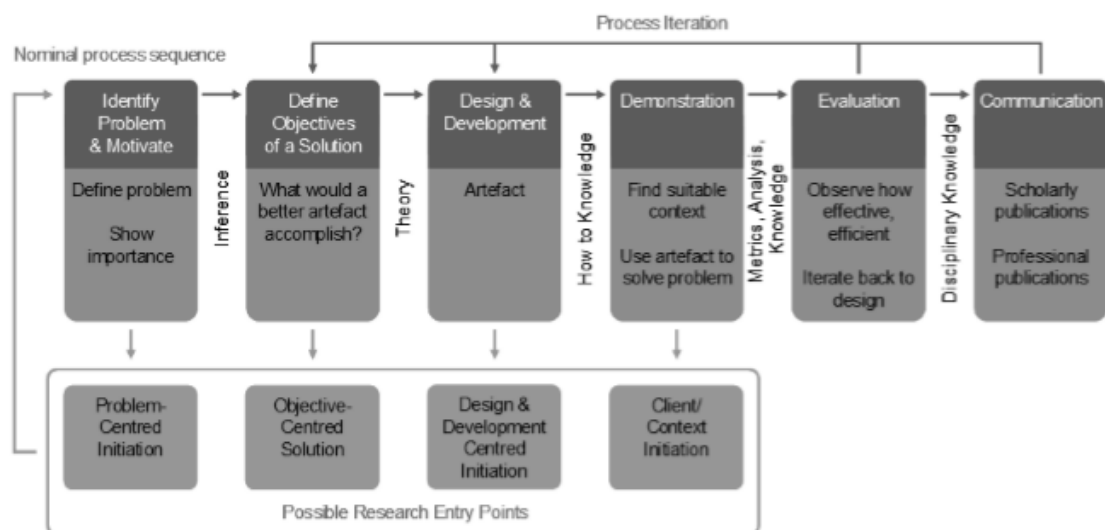 Process Iteration
Nominal process sequence
Identify
Problem
& Motivate
Define problem
Show
importance
Inference
Define
Objectives
of a Solution
What would a
better artefact
accomplish?
Theory
Design &
Development
Artefact
How to Knowledge
Demonstration
Find suitable
context
Use artefact to
solve problem
Metrics, Analysis,
Knowledge
Evaluation
Observe how
effective,
efficient
Iterate back to
design
Disciplinary Knowledge
Communication
Scholarly
publications
Professional
publications
Problem-
Centred
Initiation
Objective-
Centred
Solution
Design &
Development
Centred
Initiation
Client/
Context
Initiation
Possible Research Entry Points